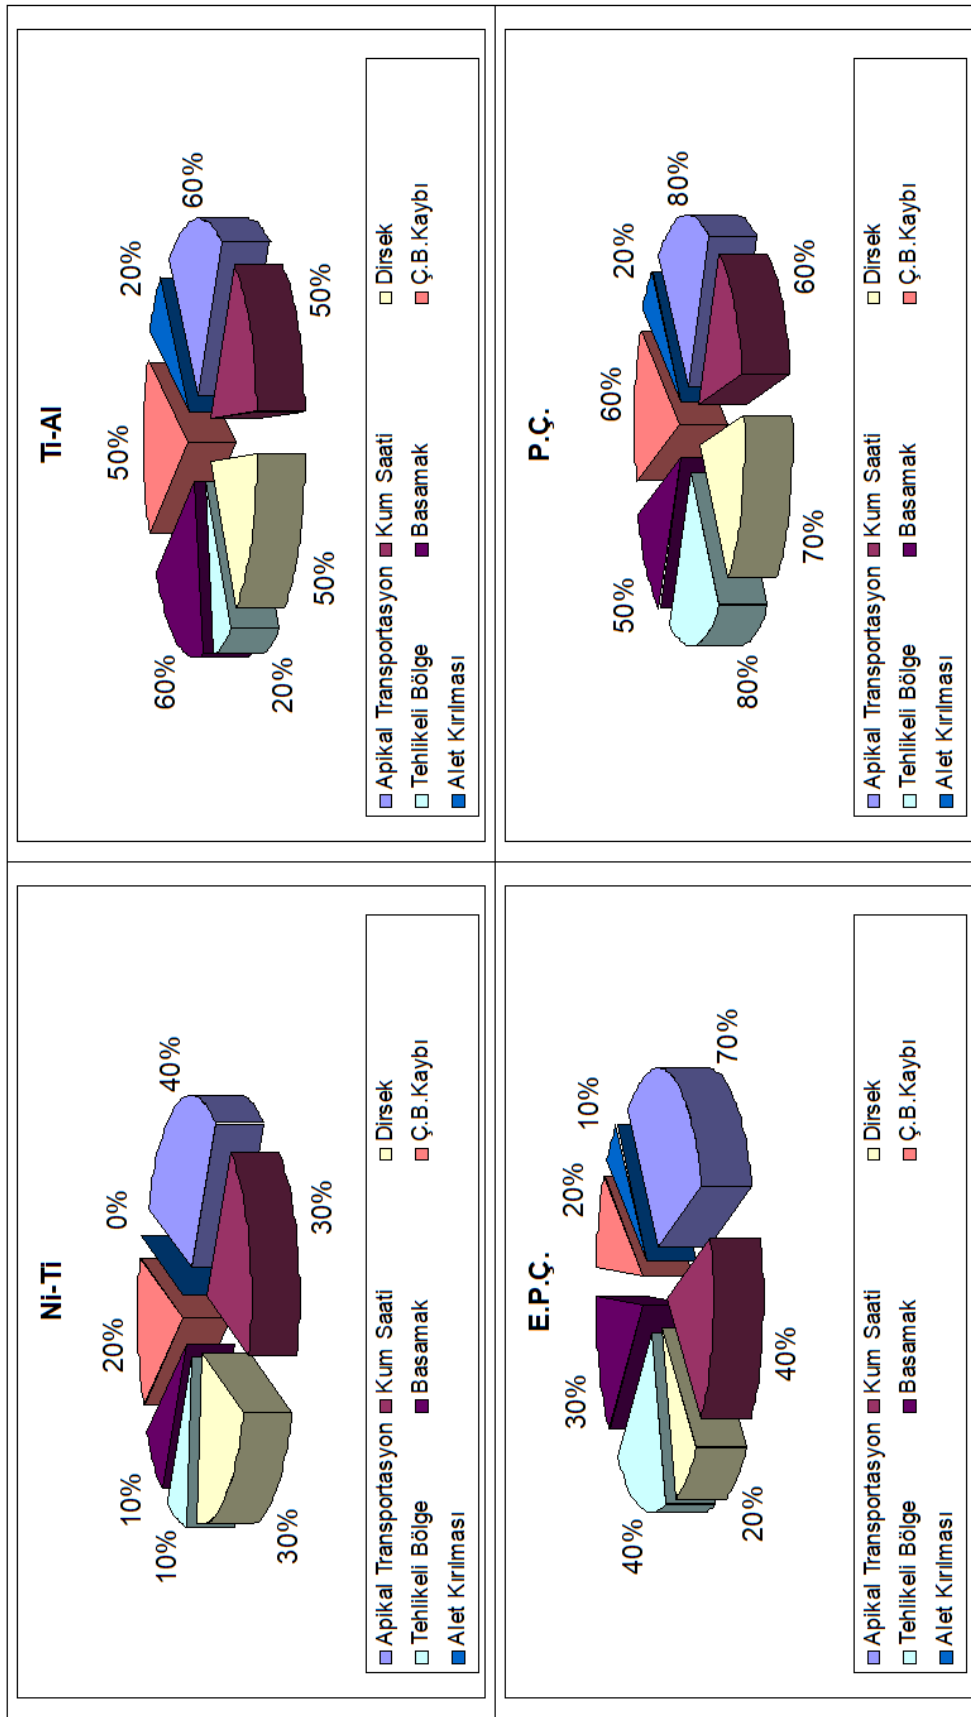 Ni-Ti
20%
0%
10%
10%
40%
30%
30%
Apikal Transportasyon Kum Saati Dirsek
Tehlikeli Bölge Basamak Ç.B.Kaybı
Alet Kırılması
Ti-Al
50%
20%
60%
60%
20%
50%
50%
Apikal Transportasyon Kum Saati Dirsek
Tehlikeli Bölge Basamak Ç.B.Kaybı
Alet Kırılması
E.P.Ç.
30%
20%
10%
40%
70%
20%
40%
Apikal Transportasyon Kum Saati Dirsek
Tehlikeli Bölge Basamak Ç.B.Kaybı
Alet Kırılması
P.Ç.
60%
50%
20%
80%
80%
70%
60%
Apikal Transportasyon Kum Saati Dirsek
Tehlikeli Bölge Basamak Ç.B.Kaybı
Alet Kırılması